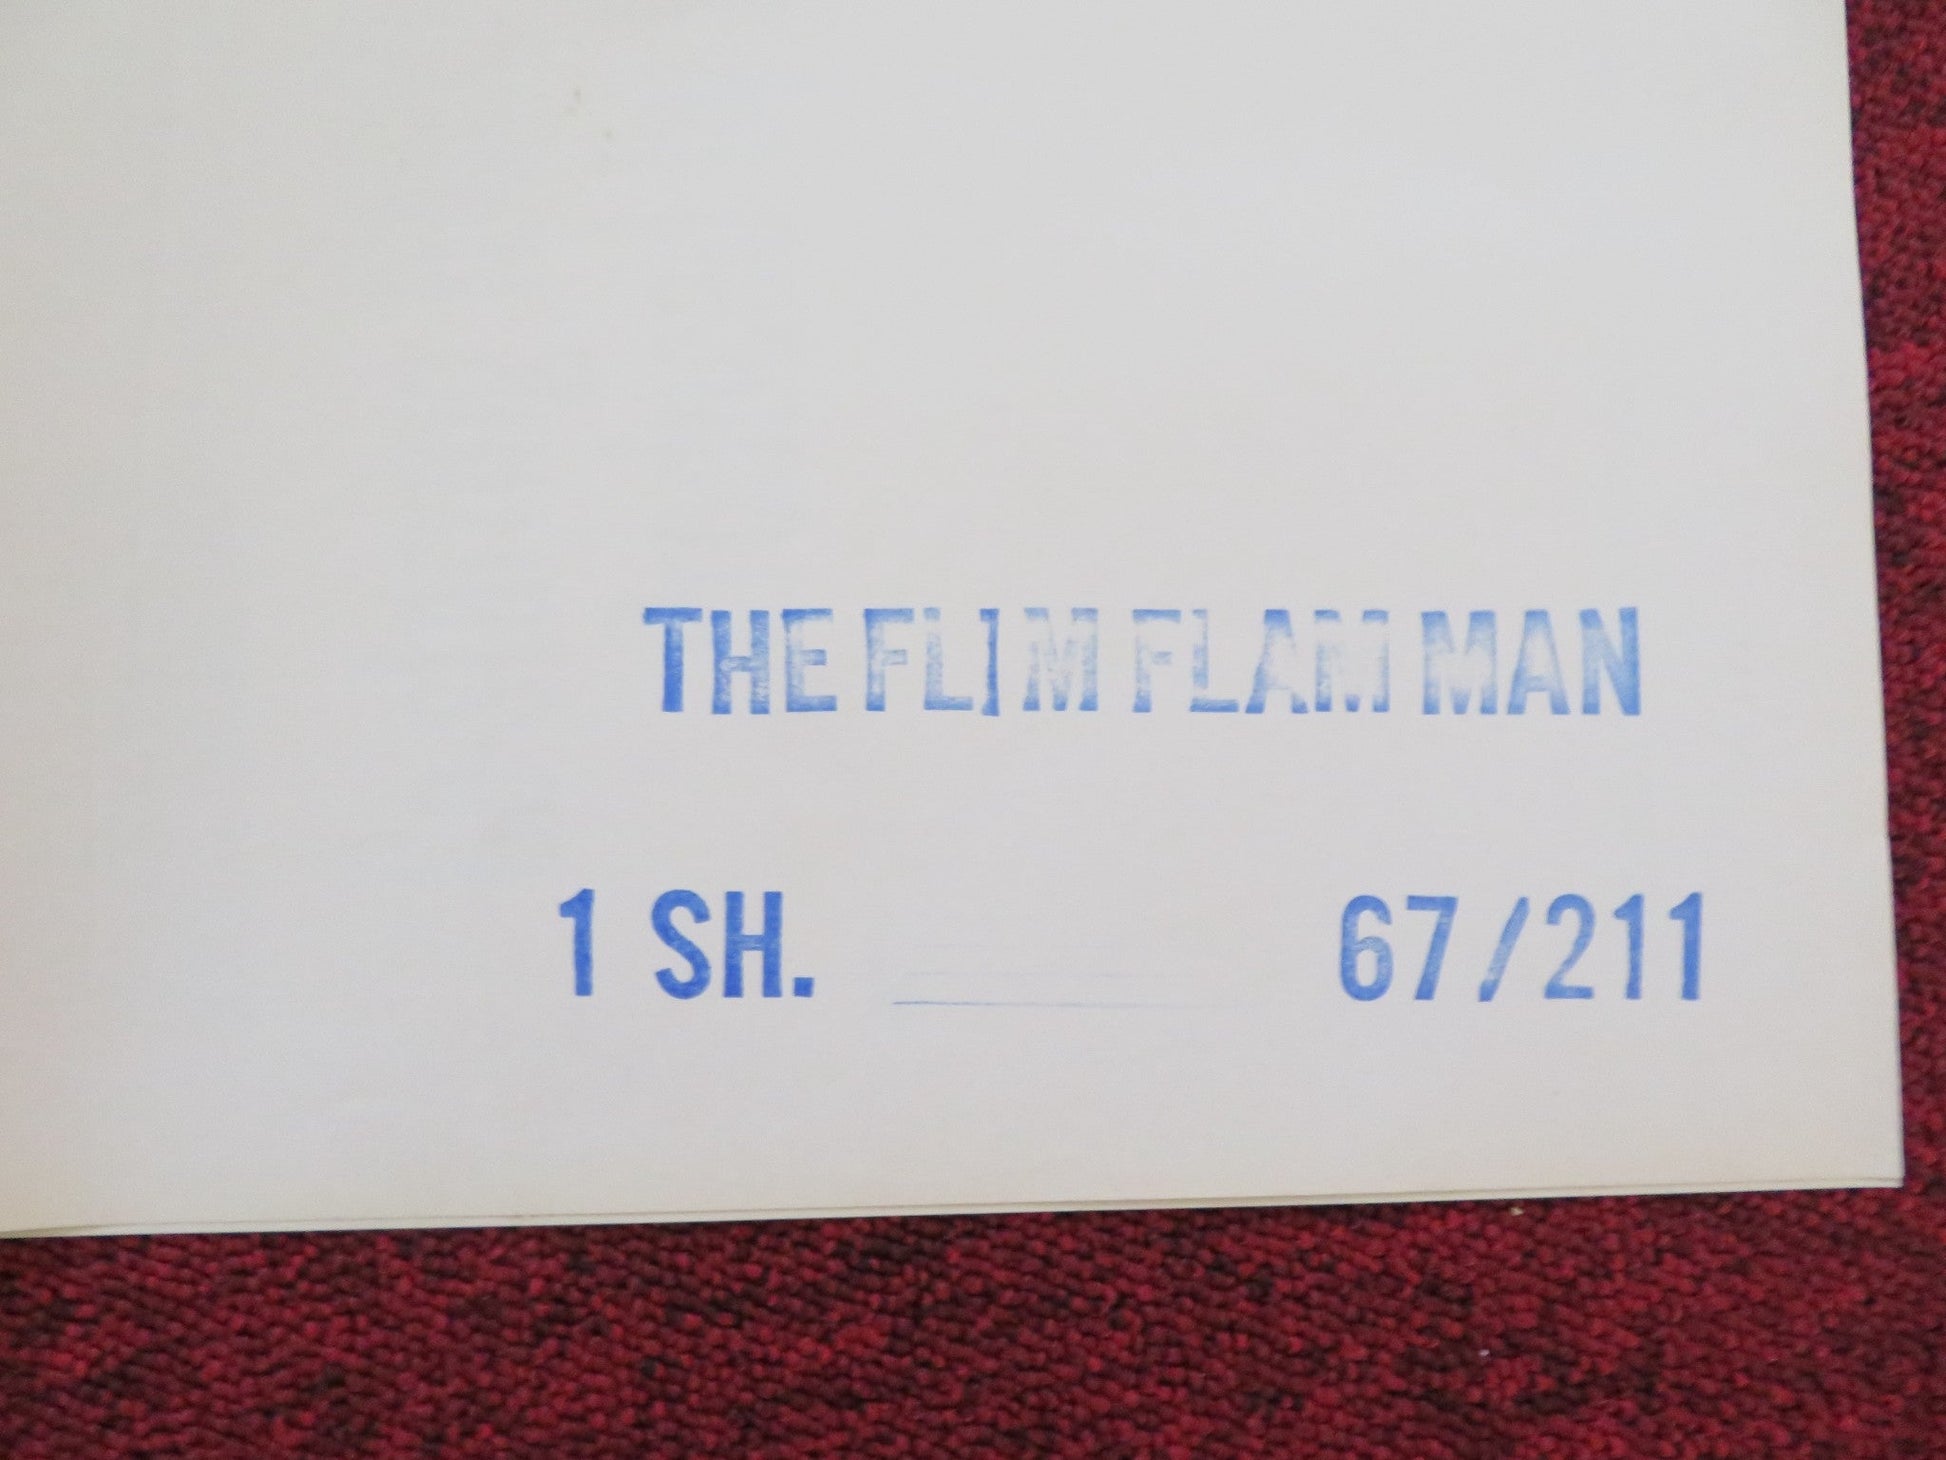 THE FLIM FLAM MAN
1 SH. 67/211